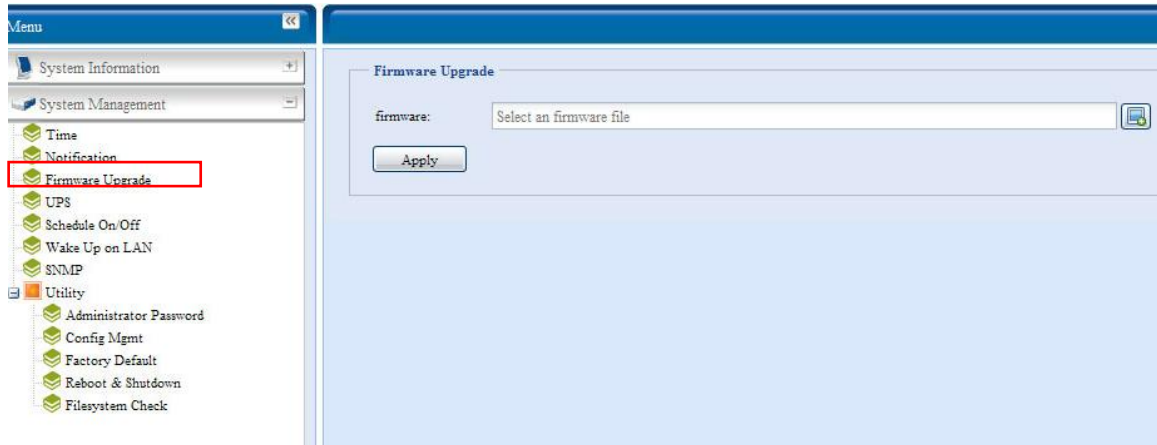 Menu
System Information
System Management
Time
Notification
Firmware Upgrade
UPS
Schedule On/Off
Wake Up on LAN
SNMP
Utility
Administrator Password
Config Mgmt
Factory Default
Reboot & Shutdown
Filesystem Check
Firmware Upgrade
firmware:
Select an firmware file
Apply